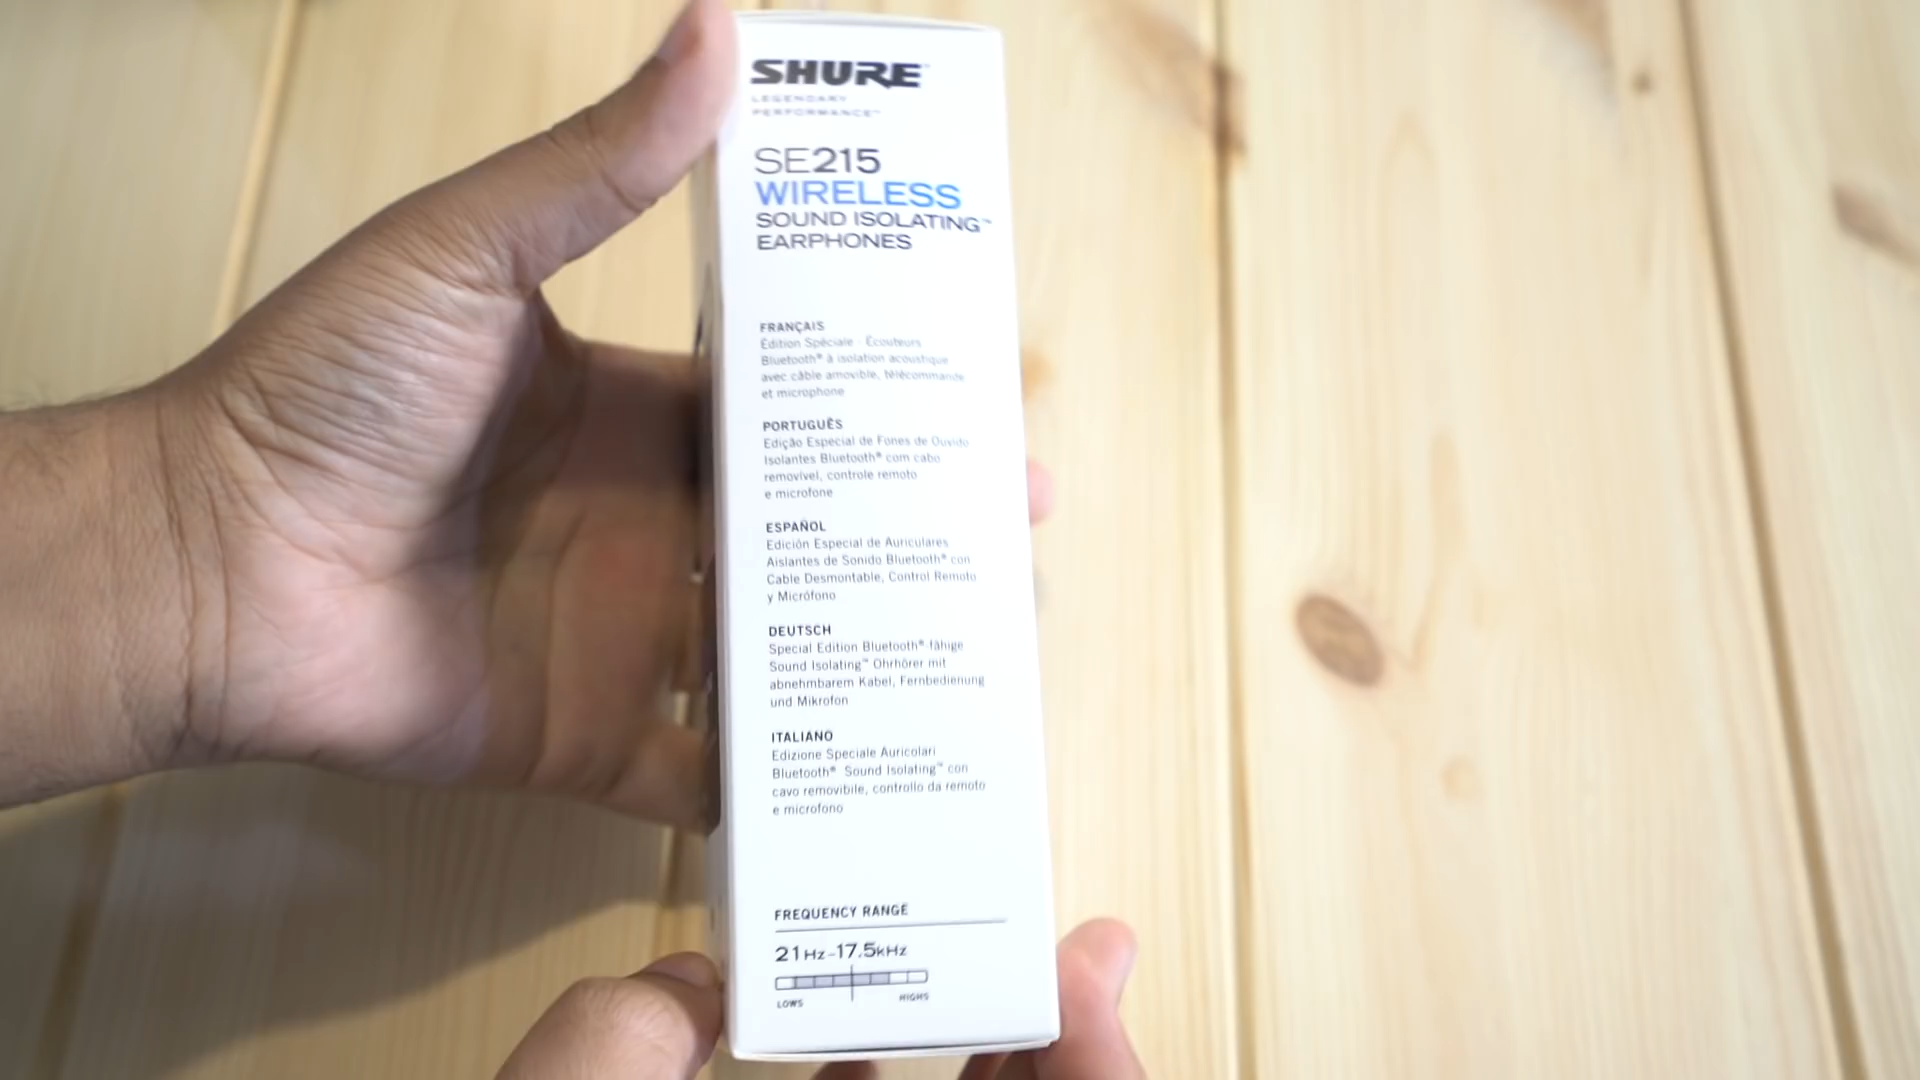 SHURE™
LEGENDARY
PERFORMANCE™
SE215
WIRELESS
SOUND ISOLATING™
EARPHONES
FRANÇAIS
Édition Spéciale - Écouteurs
Bluetooth® à isolation acoustique
avec câble amovible, télécommande
et microphone
PORTUGUÊS
Edição Especial de Fones de Ouvido
Isolantes Bluetooth® com cabo
removível, controle remoto
e microfone
ESPAÑOL
Edición Especial de Auriculares
Aislantes de Sonido Bluetooth® con
Cable Desmontable, Control Remoto
y Micrófono
DEUTSCH
Special Edition Bluetooth®-fähige
Sound Isolating™ Ohrhörer mit
abnehmbarem Kabel, Fernbedienung
und Mikrofon
ITALIANO
Edizione Speciale Auricolari
Bluetooth® Sound Isolating™ con
cavo removibile, controllo da remoto
e microfono
FREQUENCY RANGE
21Hz-17.5kHz
LOWS HIGHS